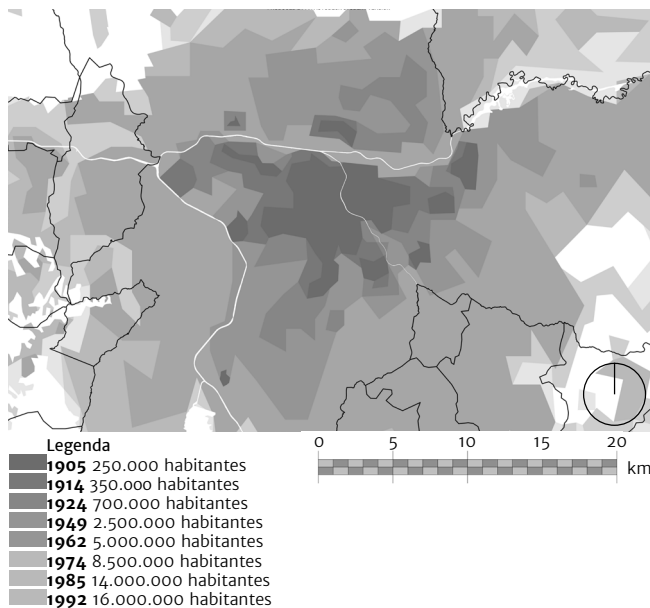 Legenda
1905 250.000 habitantes
1914 350.000 habitantes
1924 700.000 habitantes
1949 2.500.000 habitantes
1962 5.000.000 habitantes
1974 8.500.000 habitantes
1985 14.000.000 habitantes
1992 16.000.000 habitantes
0 5 10 15 20
km